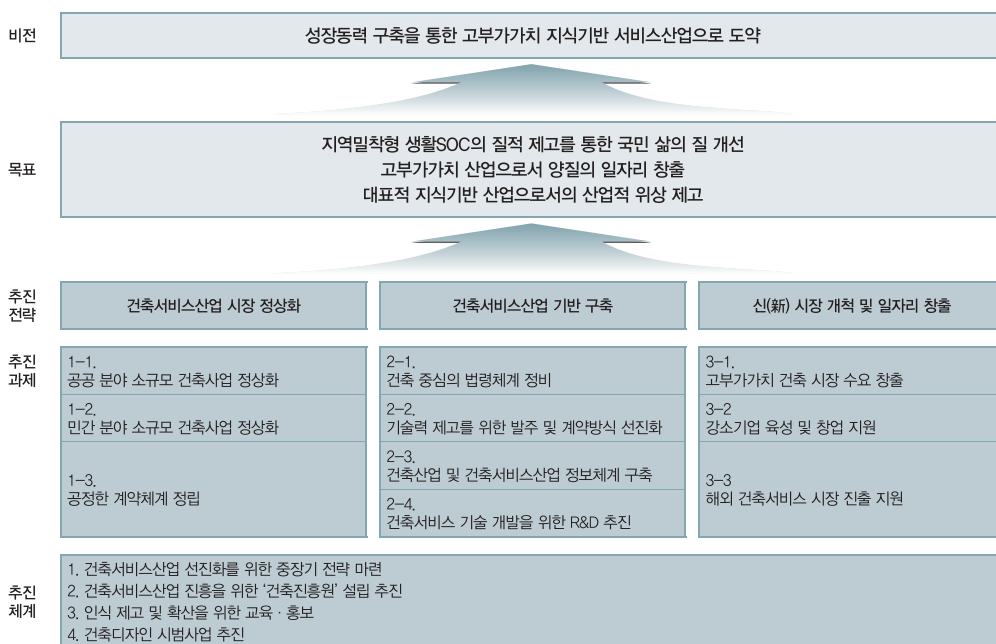 비전
성장동력 구축을 통한 고부가가치 지식기반 서비스산업으로 도약
목표
지역밀착형 생활SOC의 질적 제고를 통한 국민 삶의 질 개선
고부가가치 산업으로서 양질의 일자리 창출
대표적 지식기반 산업으로서의 산업적 위상 제고
추진
전략
건축서비스산업 시장 정상화
건축서비스산업 기반 구축
신(新) 시장 개척 및 일자리 창출
추진
과제
1-1.
공공 분야 소규모 건축사업 정상화
1-2.
민간 분야 소규모 건축사업 정상화
1-3.
공정한 계약체계 정립
2-1.
건축 중심의 법령체계 정비
2-2.
기술력 제고를 위한 발주 및 계약방식 선진화
2-3.
건축산업 및 건축서비스산업 정보체계 구축
2-4.
건축서비스 기술 개발을 위한 R&D 추진
3-1.
고부가가치 건축 시장 수요 창출
3-2
강소기업 육성 및 창업 지원
3-3
해외 건축서비스 시장 진출 지원
추진
체계
1. 건축서비스산업 선진화를 위한 중장기 전략 마련
2. 건축서비스산업 진흥을 위한 ‘건축진흥원’ 설립 추진
3. 인식 제고 및 확산을 위한 교육 · 홍보
4. 건축디자인 시범사업 추진